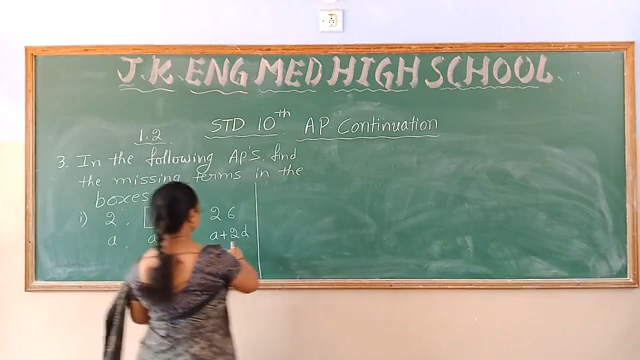 J.K ENG MED HIGH SCHOOL
STD 10th AP Continuation
1.2
3. In the following AP's find
the missing terms in the
boxes
i) 2, 26
a a+2d